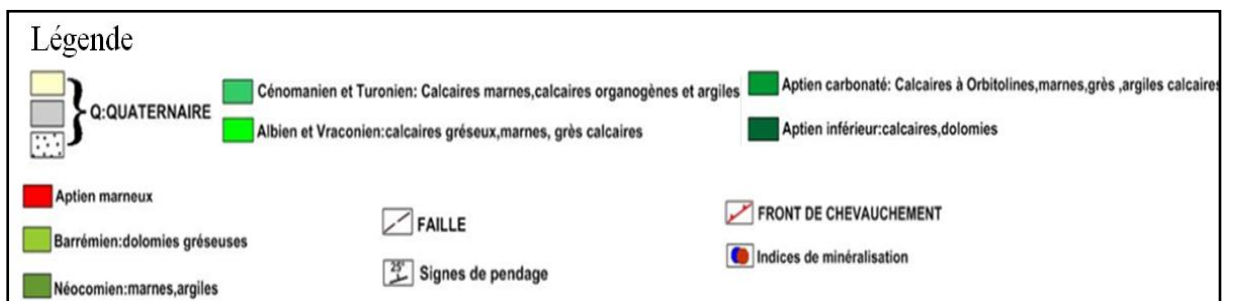 Légende
Q:QUATERNAIRE
Cénomanien et Turonien: Calcaires marnes,calcaires organogènes et argiles
Albien et Vraconien:calcaires gréseux,marnes, grès calcaires
Aptien carbonaté: Calcaires à Orbitolines,marnes,grès ,argiles calcaires
Aptien inférieur:calcaires,dolomies
Aptien marneux
Barrémien:dolomies gréseuses
Néocomien:marnes,argiles
FAILLE
25°
Signes de pendage
FRONT DE CHEVAUCHEMENT
Indices de minéralisation